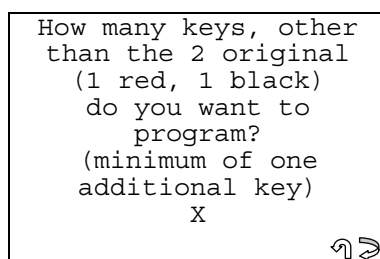 How many keys, other
than the 2 original
(1 red, 1 black)
do you want to
program?
(minimum of one
additional key)
X